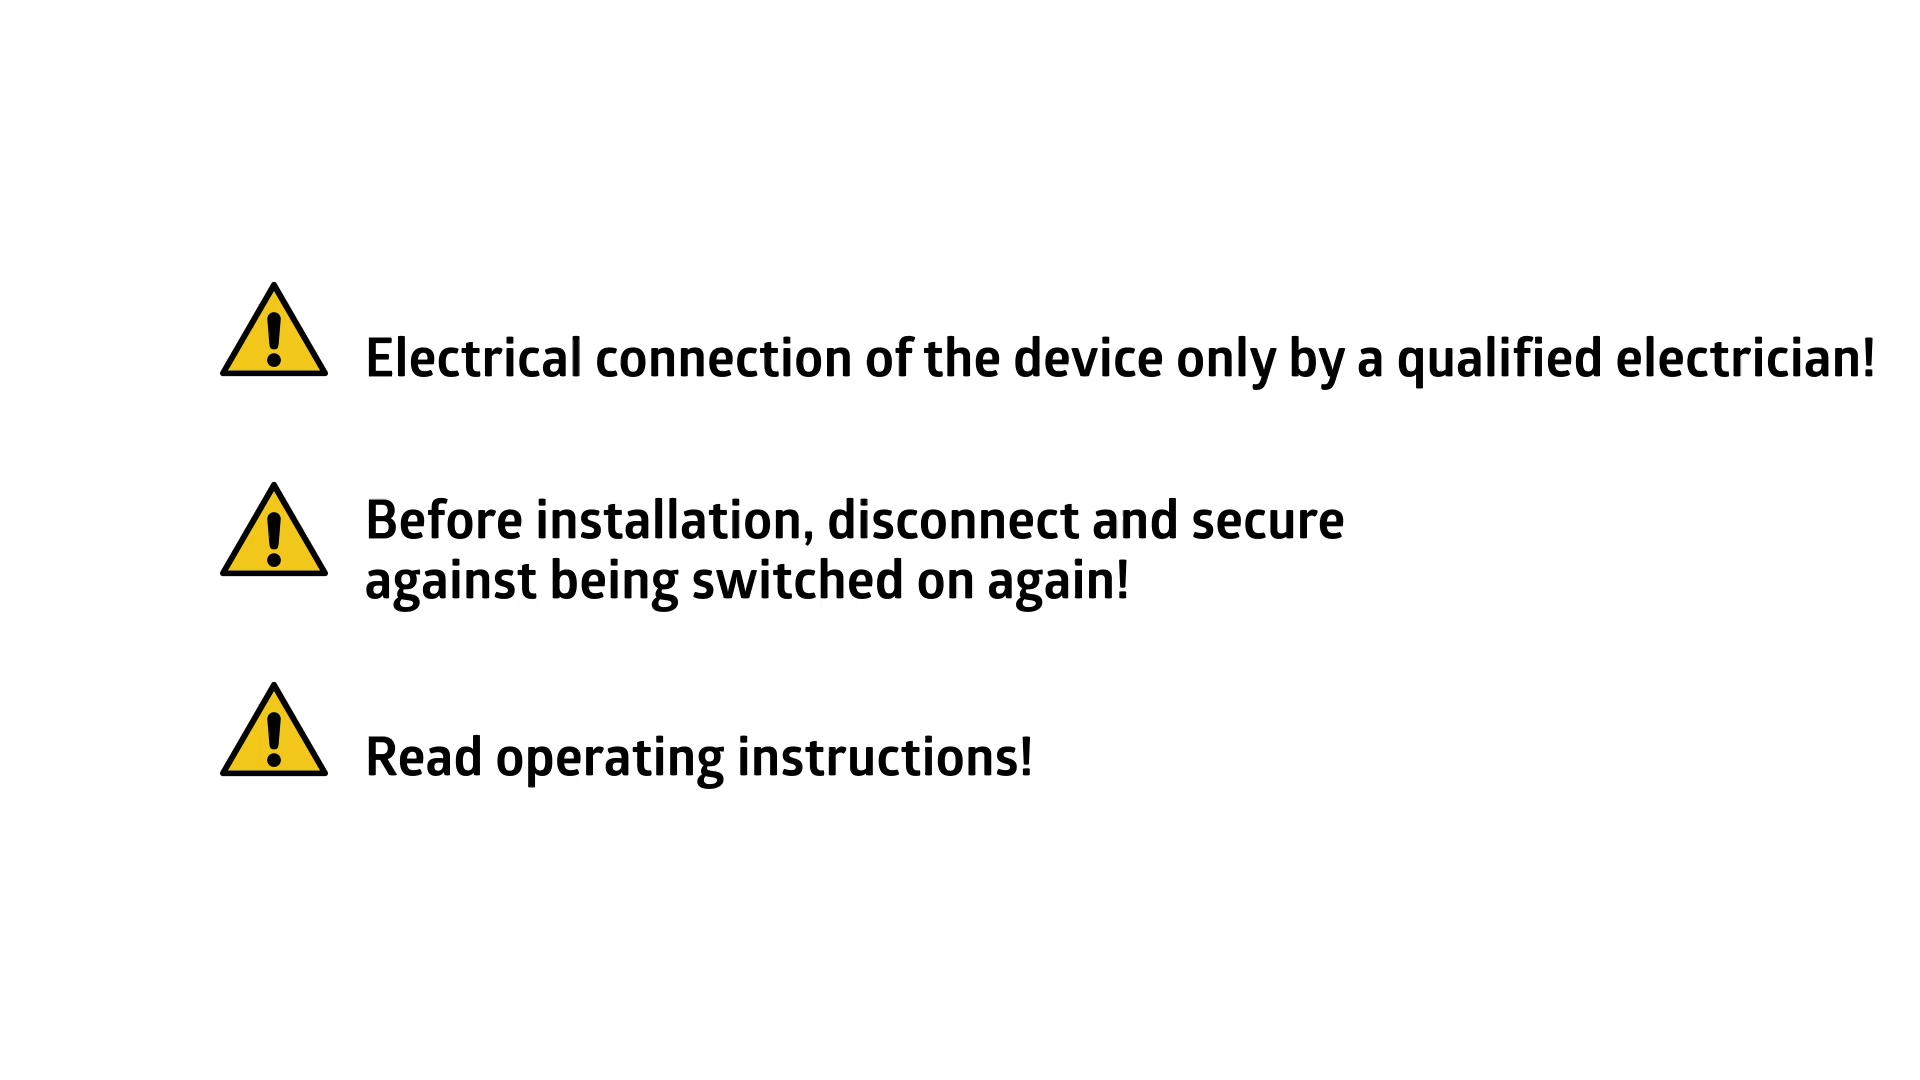 Electrical connection of the device only by a qualified electrician!
Before installation, disconnect and secure
against being switched on again!
Read operating instructions!